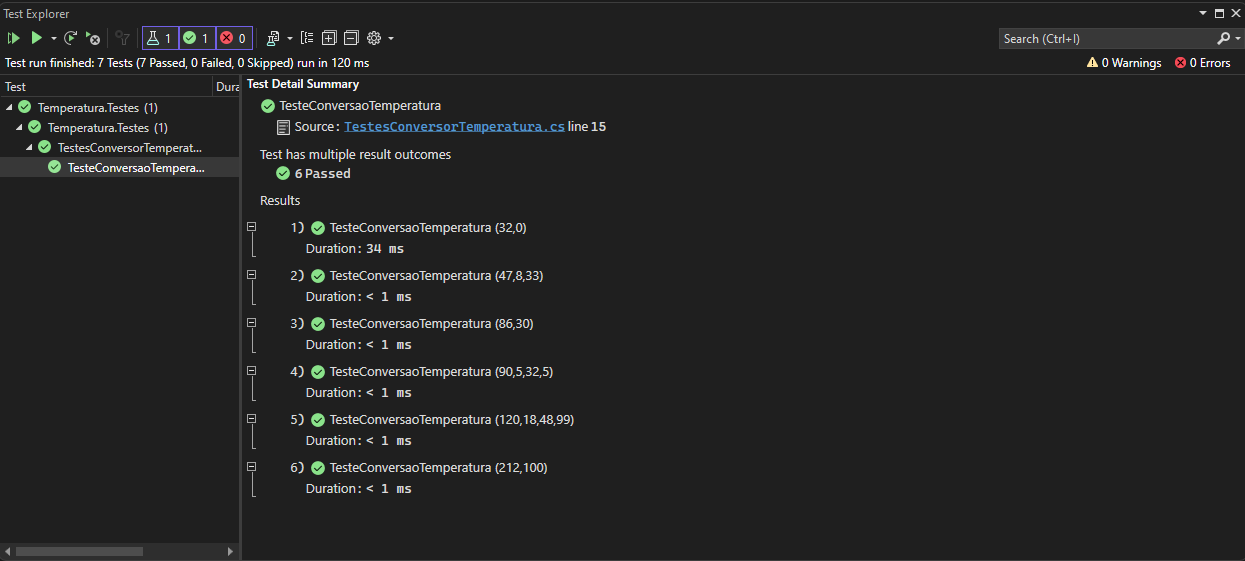 Test Explorer
1 1 0
Search (Ctrl+I)
Test run finished: 7 Tests (7 Passed, 0 Failed, 0 Skipped) run in 120 ms
0 Warnings 0 Errors
Test Dura
Temperatura.Testes (1)
Temperatura.Testes (1)
TestesConversorTemperat...
TesteConversaoTempera...
Test Detail Summary
TesteConversaoTemperatura
Source: TestesConversorTemperatura.cs line 15
Test has multiple result outcomes
6 Passed
Results
1) TesteConversaoTemperatura (32,0)
Duration: 34 ms
2) TesteConversaoTemperatura (47,8,33)
Duration: < 1 ms
3) TesteConversaoTemperatura (86,30)
Duration: < 1 ms
4) TesteConversaoTemperatura (90,5,32,5)
Duration: < 1 ms
5) TesteConversaoTemperatura (120,18,48,99)
Duration: < 1 ms
6) TesteConversaoTemperatura (212,100)
Duration: < 1 ms